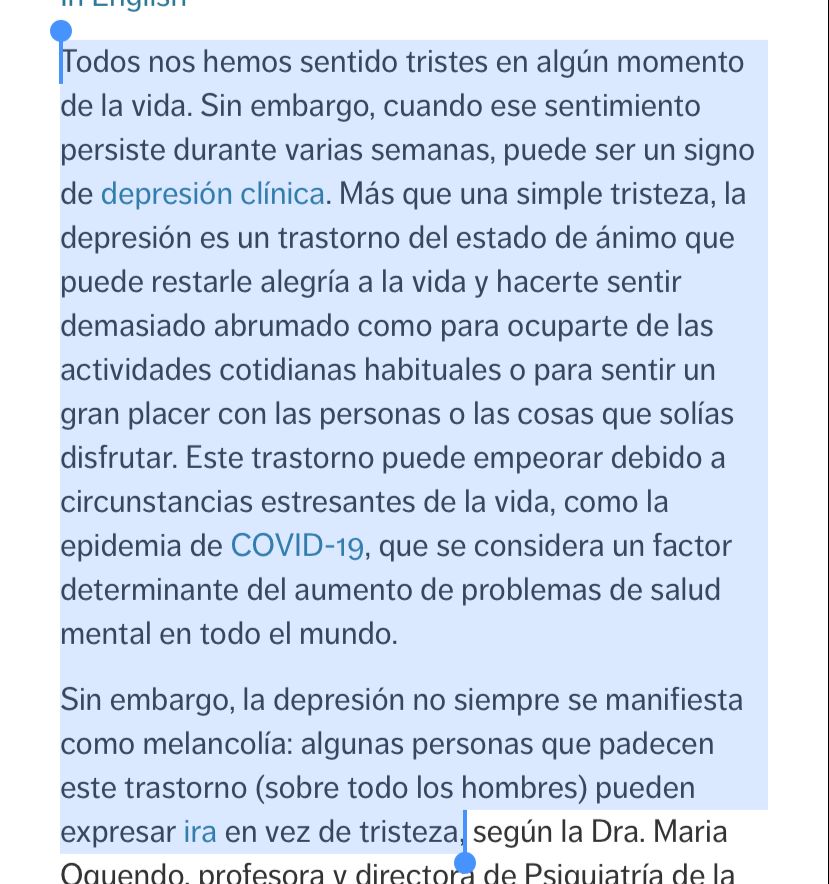 in English
Todos nos hemos sentido tristes en algún momento
de la vida. Sin embargo, cuando ese sentimiento
persiste durante varias semanas, puede ser un signo
de depresión clínica. Más que una simple tristeza, la
depresión es un trastorno del estado de ánimo que
puede restarle alegría a la vida y hacerte sentir
demasiado abrumado como para ocuparte de las
actividades cotidianas habituales o para sentir un
gran placer con las personas o las cosas que solías
disfrutar. Este trastorno puede empeorar debido a
circunstancias estresantes de la vida, como la
epidemia de COVID-19, que se considera un factor
determinante del aumento de problemas de salud
mental en todo el mundo.
Sin embargo, la depresión no siempre se manifiesta
como melancolía: algunas personas que padecen
este trastorno (sobre todo los hombres) pueden
expresar ira en vez de tristeza, según la Dra. Maria
Oquendo, profesora y directora de Psiquiatría de la